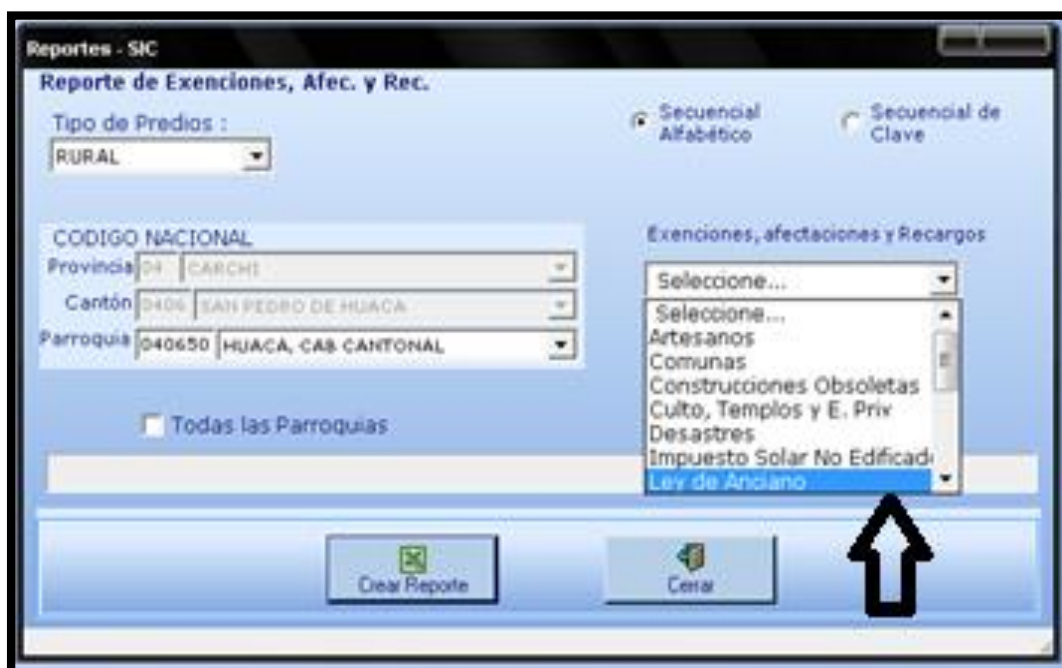 Reportes - SIC
Reporte de Exenciones, Afec. y Rec.
Tipo de Predios :
RURAL
Secuencial Alfabético
Secuencial de Clave
CODIGO NACIONAL
Provincia 04 CARCHI
Cantón 0406 SAN PEDRO DE HUACA
Parroquia 040650 HUACA, CAB CANTONAL
Todas las Parroquias
Exenciones, afectaciones y Recargos
Seleccione...
Seleccione...
Artesanos
Comunas
Construcciones Obsoletas
Culto, Templos y E. Priv
Desastres
Impuesto Solar No Edificad
Ley de Anciano
Crear Reporte
Cerrar